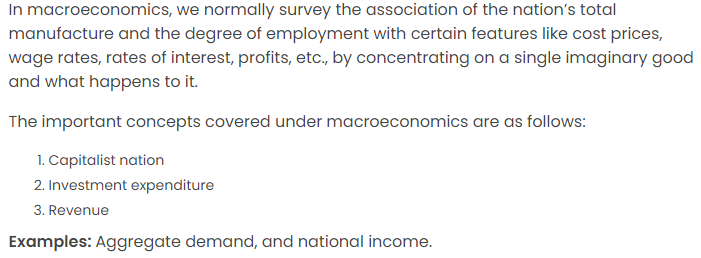 In macroeconomics, we normally survey the association of the nation's total
manufacture and the degree of employment with certain features like cost prices,
wage rates, rates of interest, profits, etc., by concentrating on a single imaginary good
and what happens to it.
The important concepts covered under macroeconomics are as follows:
1. Capitalist nation
2. Investment expenditure
3. Revenue
Examples: Aggregate demand, and national income.